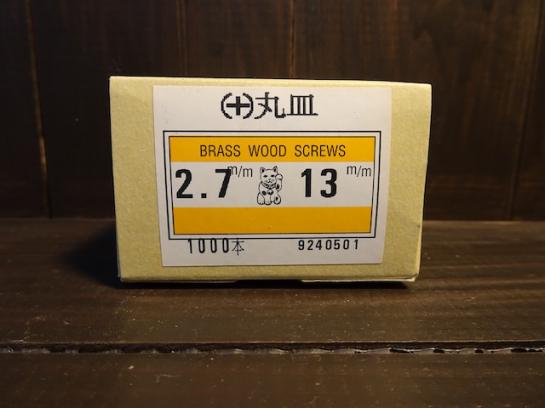 (+)丸皿
BRASS WOOD SCREWS
2.7 m/m 13 m/m
1000本 9240501